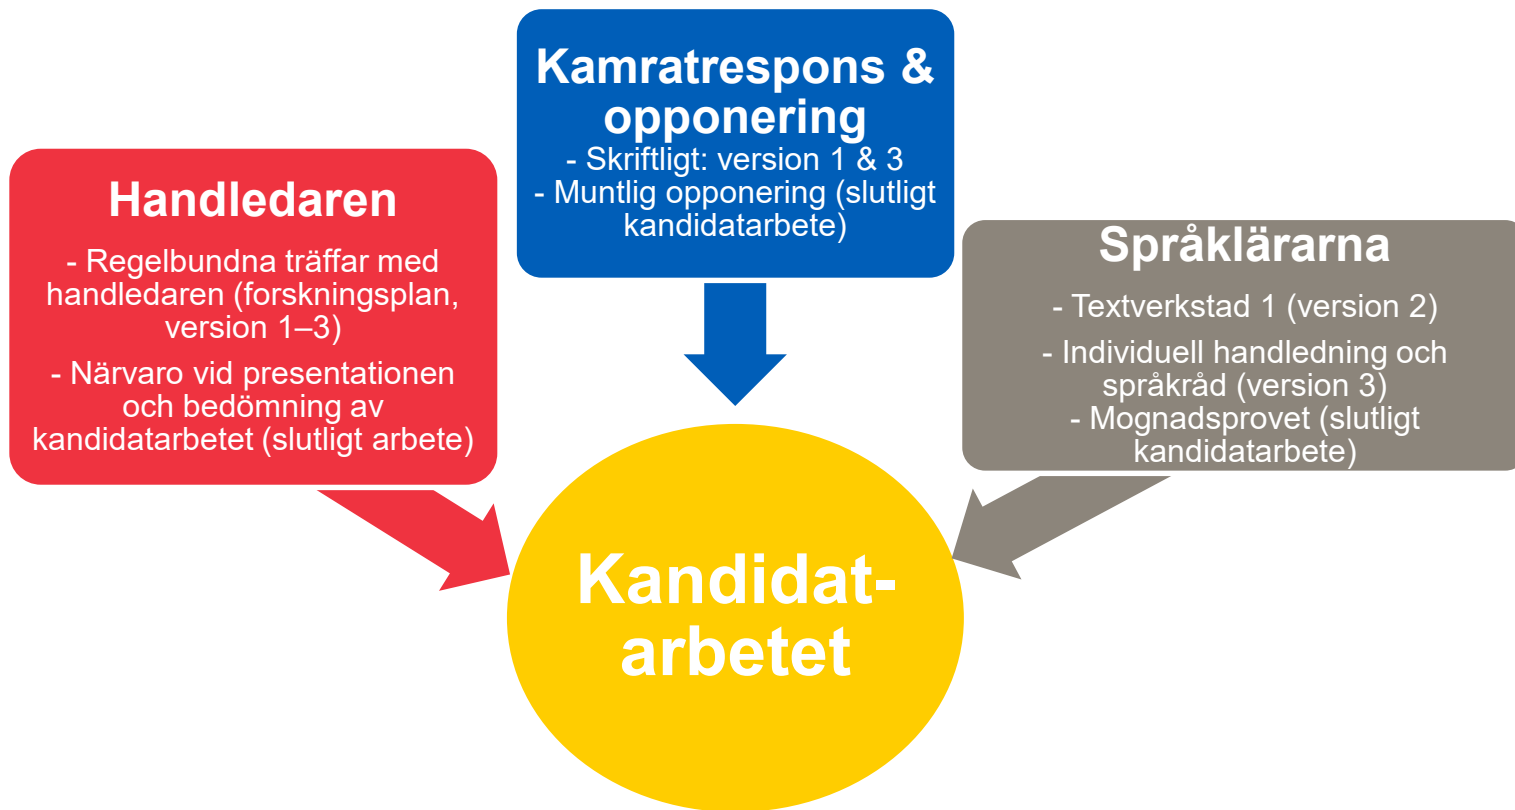 Kamratrespons &
opponering
- Skriftligt: version 1 & 3
- Muntlig opponering (slutligt
kandidatarbete)
Handledaren
- Regelbundna träffar med
handledaren (forskningsplan,
version 1–3)
- Närvaro vid presentationen
och bedömning av
kandidatarbetet (slutligt arbete)
Språklärarna
- Textverkstad 1 (version 2)
- Individuell handledning och
språkråd (version 3)
- Mognadsprovet (slutligt
kandidatarbete)
Kandidat-
arbetet